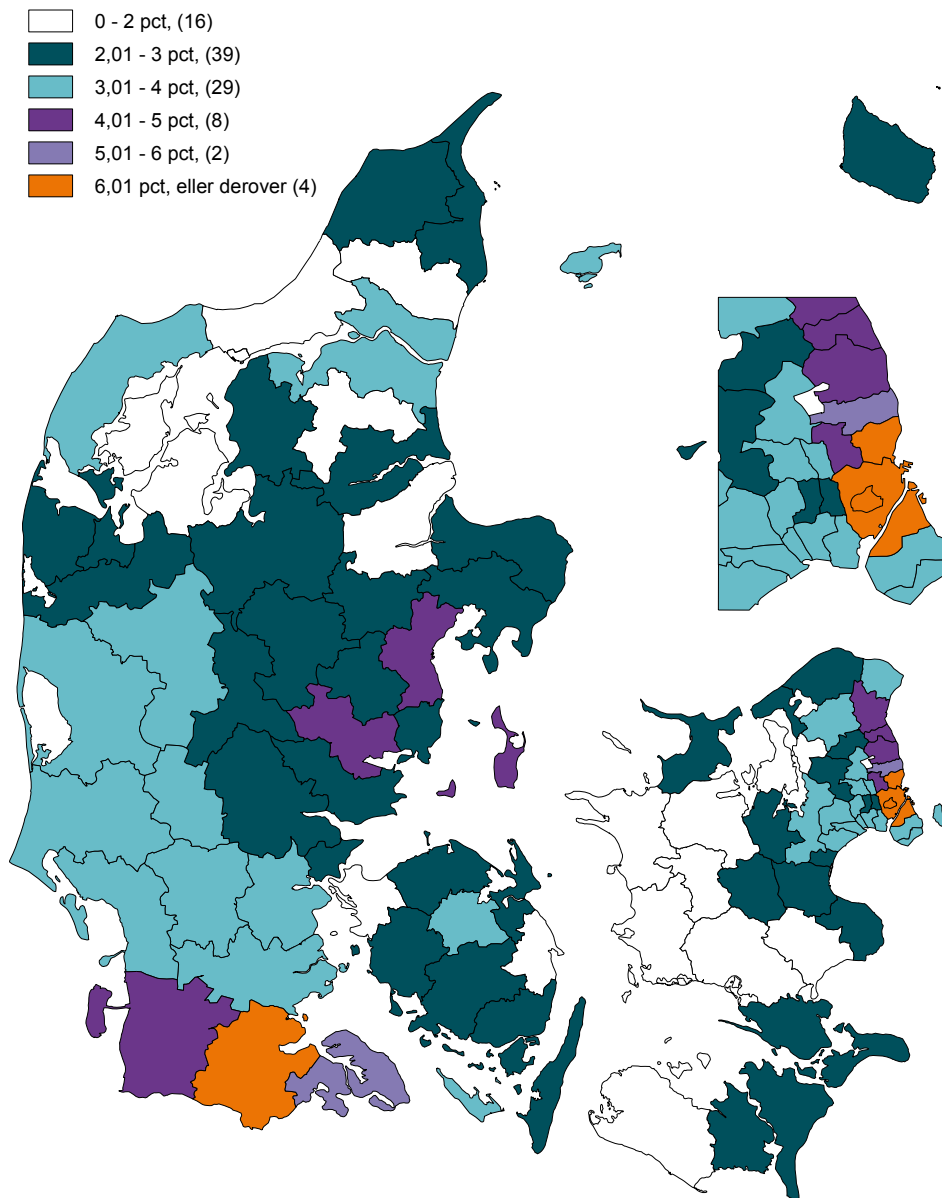 0 - 2 pct, (16)
2,01 - 3 pct, (39)
3,01 - 4 pct, (29)
4,01 - 5 pct, (8)
5,01 - 6 pct, (2)
6,01 pct, eller derover (4)